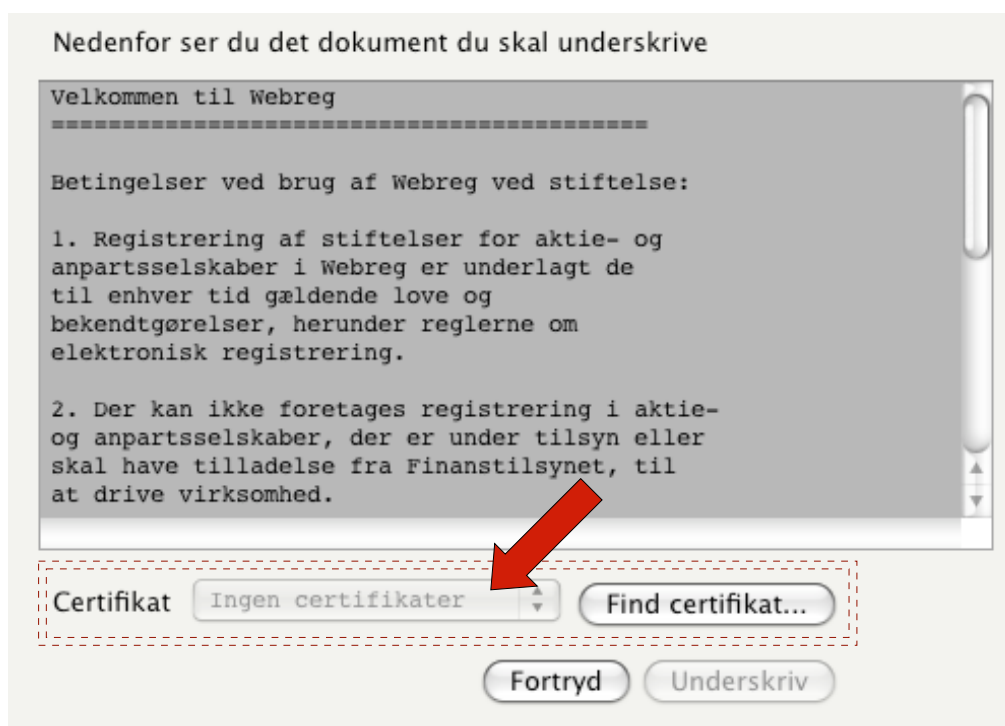 Nedenfor ser du det dokument du skal underskrive
Velkommen til Webreg
==========================================
Betingelser ved brug af Webreg ved stiftelse:
1. Registrering af stiftelser for aktie- og
anpartsselskaber i Webreg er underlagt de
til enhver tid gældende love og
bekendtgørelser, herunder reglerne om
elektronisk registrering.
2. Der kan ikke foretages registrering i aktie-
og anpartsselskaber, der er under tilsyn eller
skal have tilladelse fra Finanstilsynet, til
at drive virksomhed.
Certifikat Ingen certifikater Find certifikat...
Fortryd Underskriv